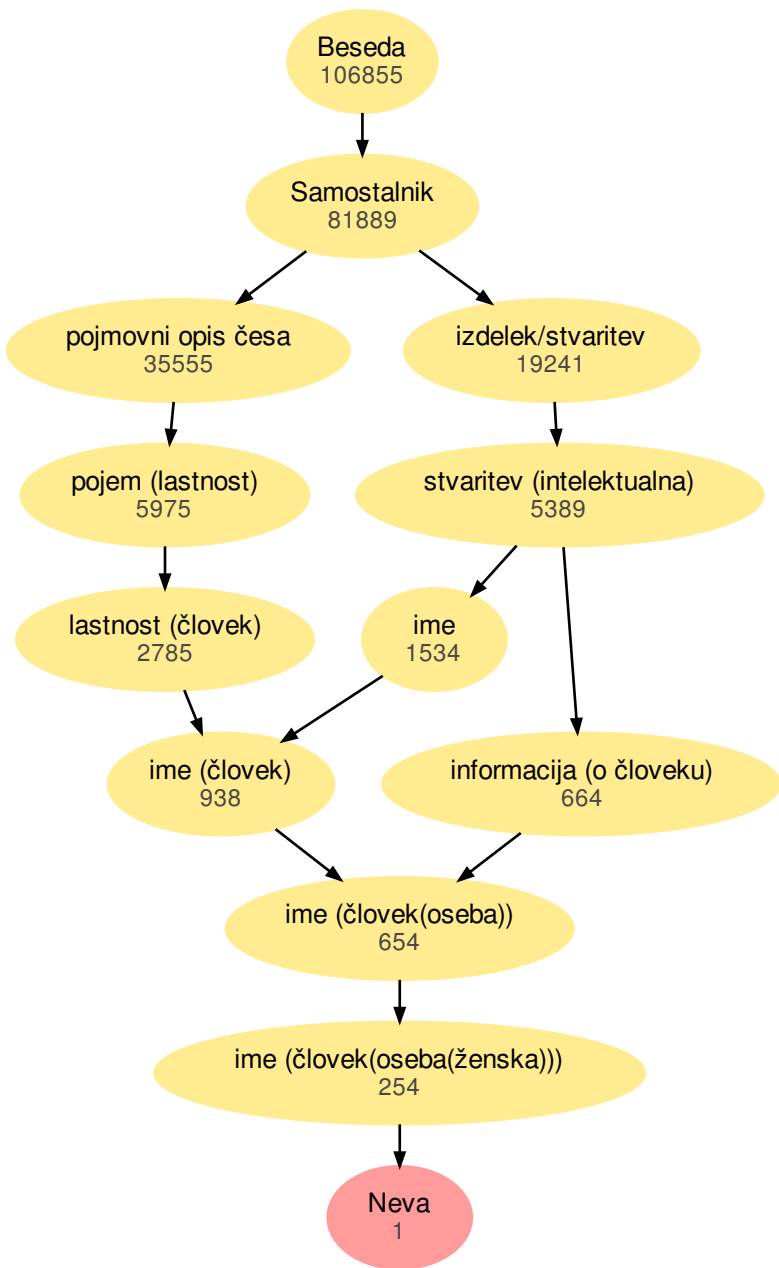 Beseda
106855
Samostalnik
81889
pojmovni opis česa
35555
izdelek/stvaritev
19241
pojem (lastnost)
5975
stvaritev (intelektualna)
5389
lastnost (človek)
2785
ime
1534
ime (človek)
938
informacija (o človeku)
664
ime (človek(oseba))
654
ime (človek(oseba(ženska)))
254
Neva
1